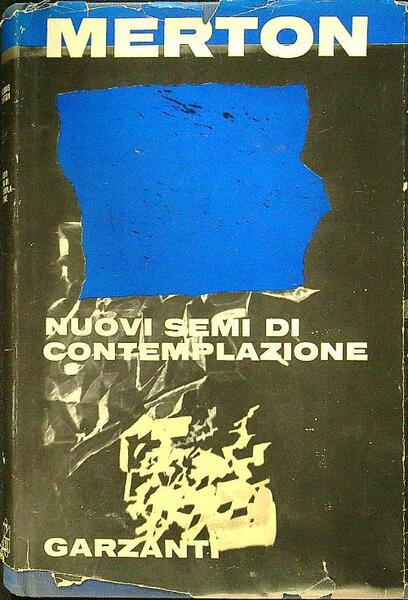 MERTON
NUOVI SEMI DI
CONTEMPLAZIONE
GARZANTI